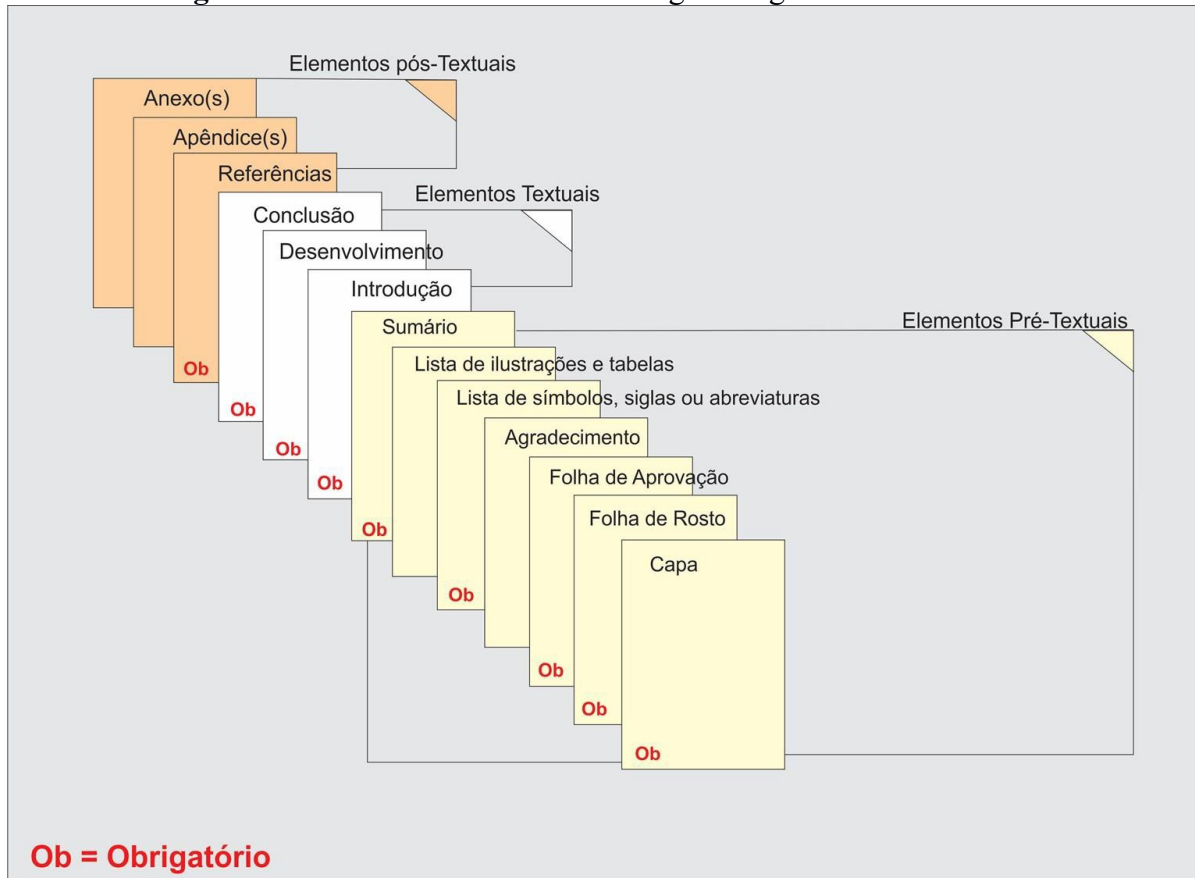 Elementos pós-Textuais
Anexo(s)
Apêndice(s)
Referências
Elementos Textuais
Conclusão
Desenvolvimento
Introdução
Elementos Pré-Textuais
Sumário
Lista de ilustrações e tabelas
Ob
Lista de símbolos, siglas ou abreviaturas
Ob
Agradecimento
Ob
Folha de Aprovação
Ob
Folha de Rosto
Ob
Ob
Capa
Ob
Ob
Ob
Ob
Ob = Obrigatório